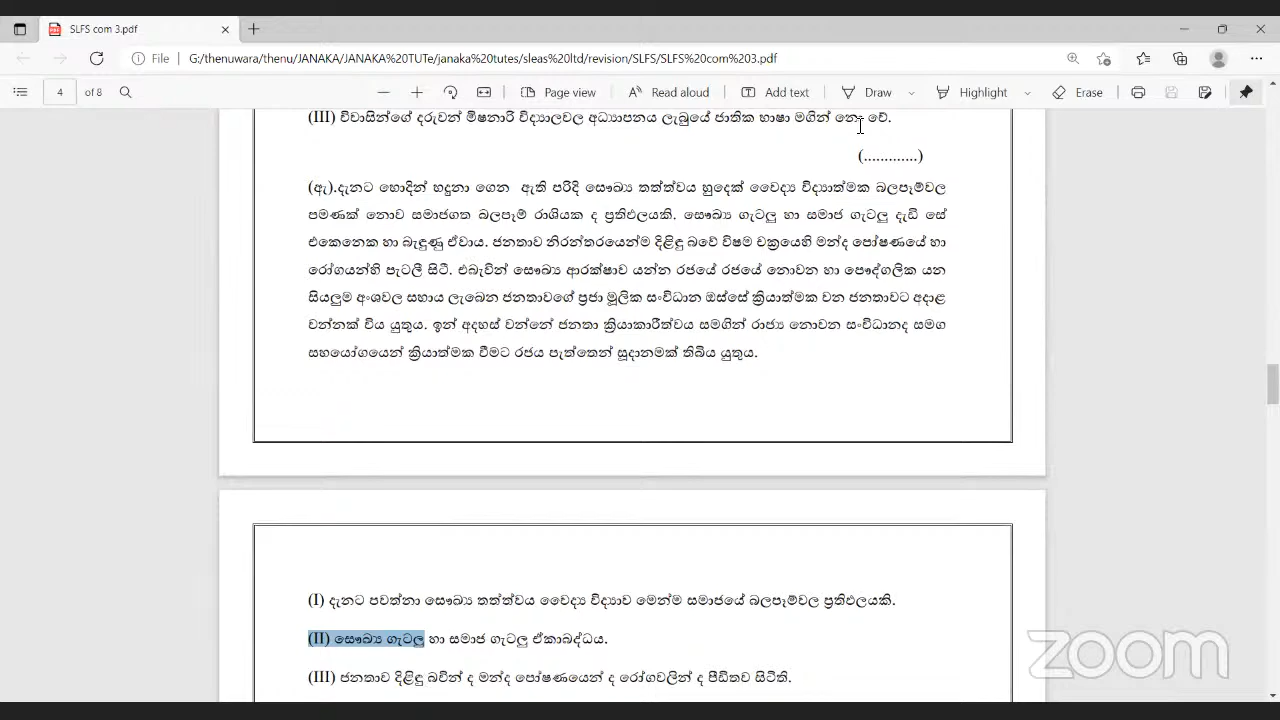 SLFS com 3.pdf
File G:/thenuwara/thenu/JANAKA/JANAKA%20TUTe/janaka%20tutes/sleas%20ltd/revision/SLFS/SLFS%20com%203.pdf
4 of 8 Page view Read aloud Add text Draw Highlight Erase
(III) විවාසින්ගේ දරුවන් මිෂනාරි විද්‍යාලවල අධ්‍යාපනය ලැබුයේ ජාතික භාෂා මගින් නො වේ.
(.............)
(ඇ).දැනට හොදින් හදුනා ගෙන ඇති පරිදි සෞඛ්‍ය තත්ත්වය හුදෙක් වෛද්‍ය විද්‍යාත්මක බලපෑම්වල
පමණක් නොව සමාජගත බලපෑම් රාශියක ද ප්‍රතිඵලයකි. සෞඛ්‍ය ගැටලු හා සමාජ ගැටලු දැඩි සේ
එකෙනෙක හා බැඳුණු ඒවාය. ජනතාව නිරන්තරයෙන්ම දිළිඳු බවේ විෂම චක්‍රයෙහි මන්ද පෝෂණයේ හා
රෝගයන්හි පැටලී සිටී. එබැවින් සෞඛ්‍ය ආරක්ෂාව යන්න රජයේ රජයේ නොවන හා පෞද්ගලික යන
සියලුම අංශවල සහාය ලැබෙන ජනතාවගේ ප්‍රජා මූලික සංවිධාන ඔස්සේ ක්‍රියාත්මක වන ජනතාවට අදාළ
වන්නක් විය යුතුය. ඉන් අදහස් වන්නේ ජනතා ක්‍රියාකාරීත්වය සමගින් රාජ්‍ය නොවන සංවිධානද සමග
සහයෝගයෙන් ක්‍රියාත්මක වීමට රජය පැත්තෙන් සූදානමක් තිබිය යුතුය.
(I) දැනට පවත්නා සෞඛ්‍ය තත්ත්වය වෛද්‍ය විද්‍යාව මෙන්ම සමාජයේ බලපෑම්වල ප්‍රතිඵලයකි.
(II) සෞඛ්‍ය ගැටලු හා සමාජ ගැටලු ඒකාබද්ධය.
(III) ජනතාව දිළිඳු බවින් ද මන්ද පෝෂණයෙන් ද රෝගවලින් ද පීඩිතව සිටිති.
zoom